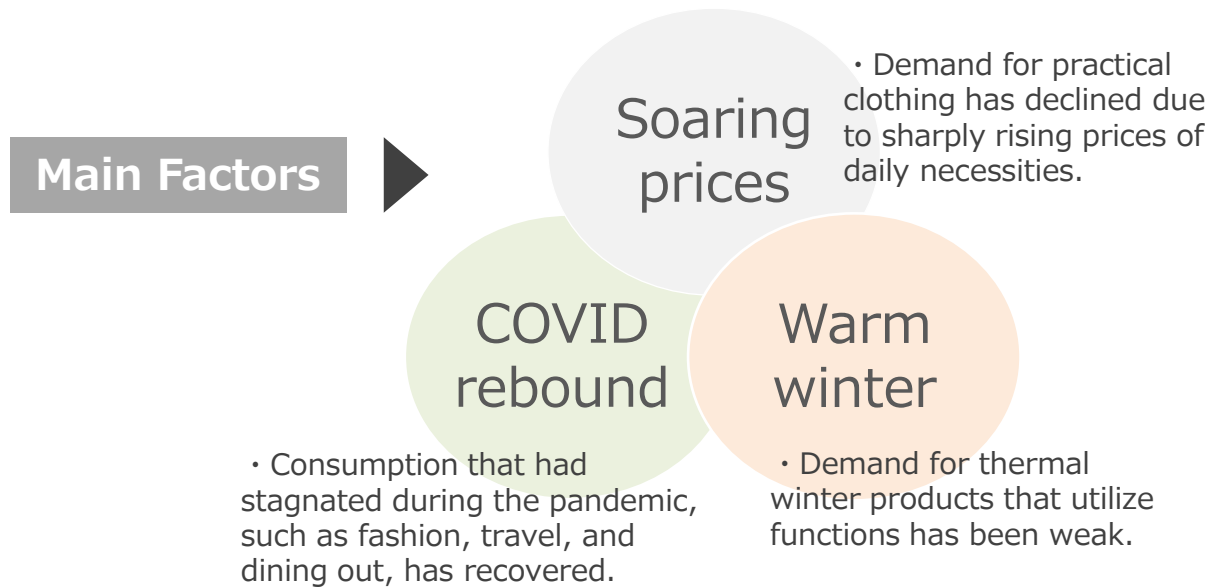 Main Factors
Soaring
prices
・Demand for practical
clothing has declined due
to sharply rising prices of
daily necessities.
COVID
rebound
・Consumption that had
stagnated during the pandemic,
such as fashion, travel, and
dining out, has recovered.
Warm
winter
・Demand for thermal
winter products that utilize
functions has been weak.